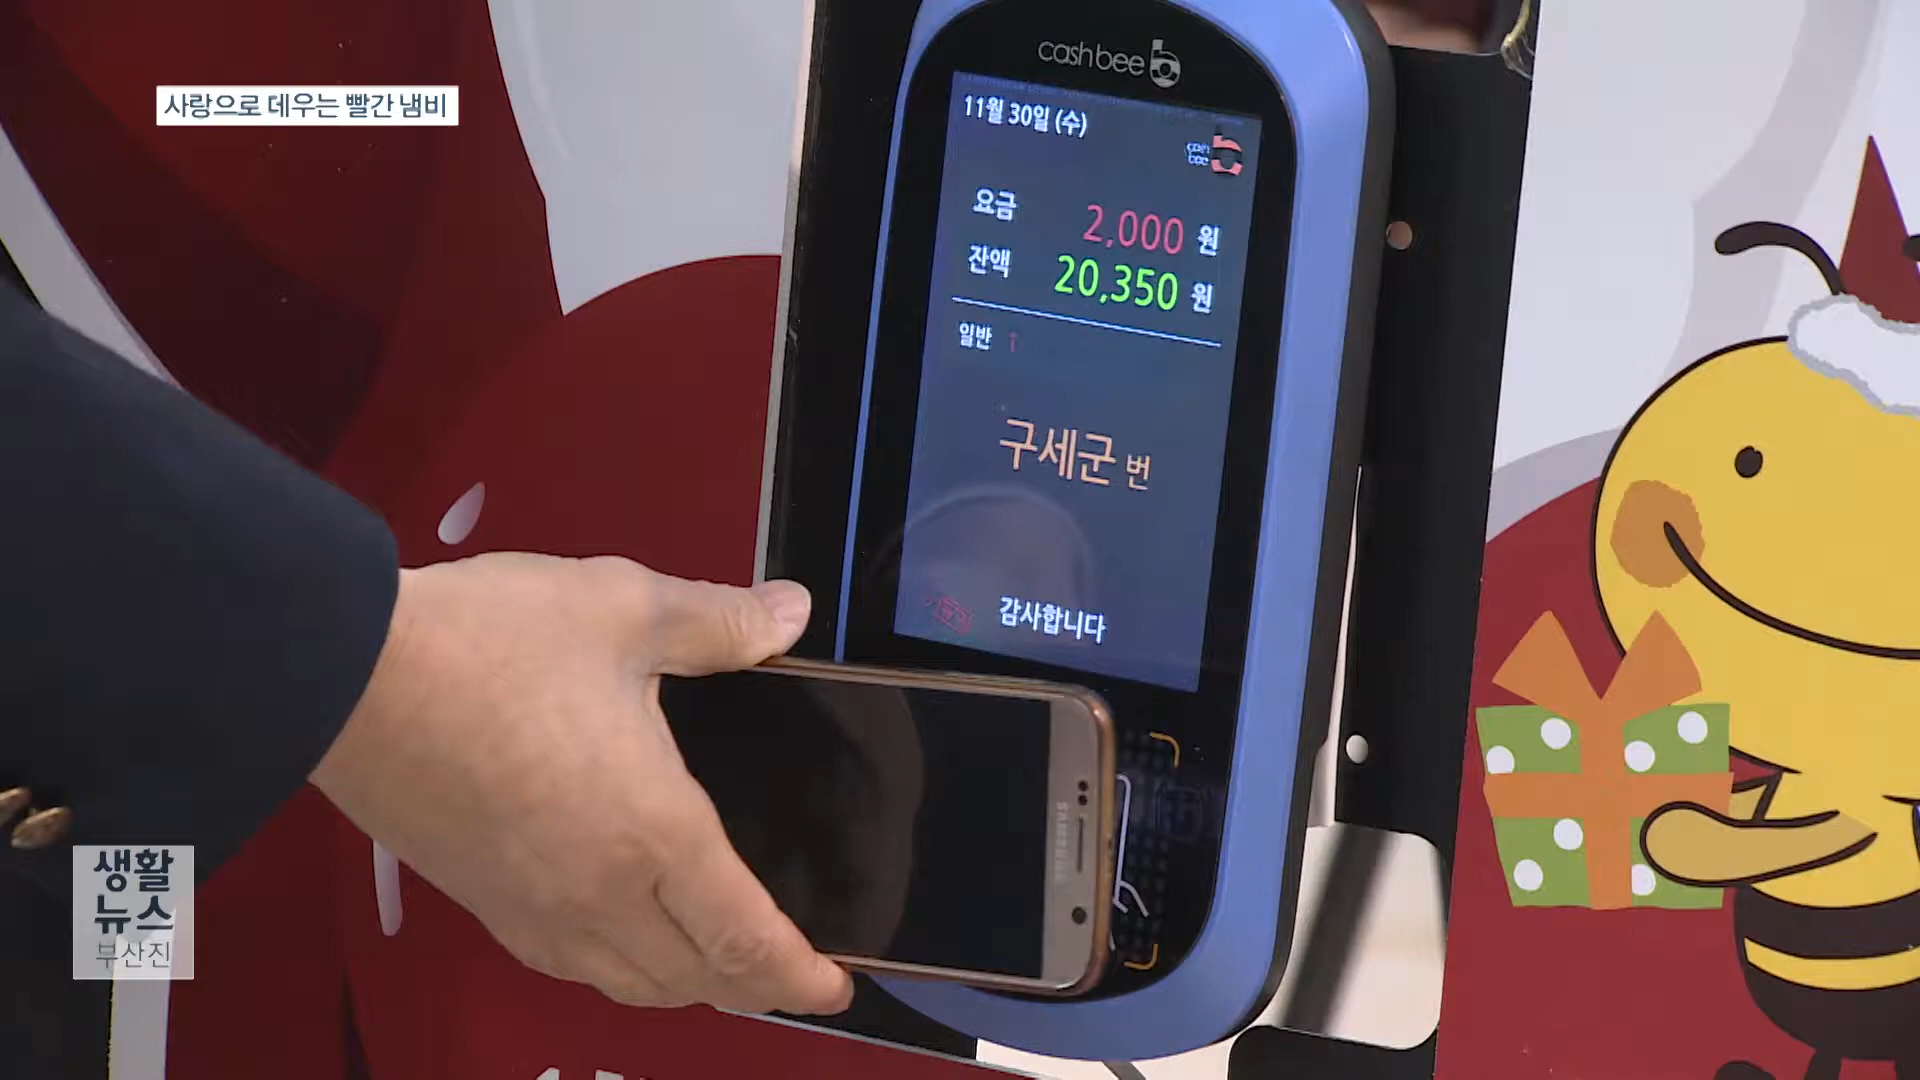 사랑으로 데우는 빨간 냄비
cashbee b
11월 30일 (수)
cash bee b
요금 2,000 원
잔액 20,350 원
일반 ↑
구세군 번
감사합니다
SAMSUNG
생활
뉴스
부산진